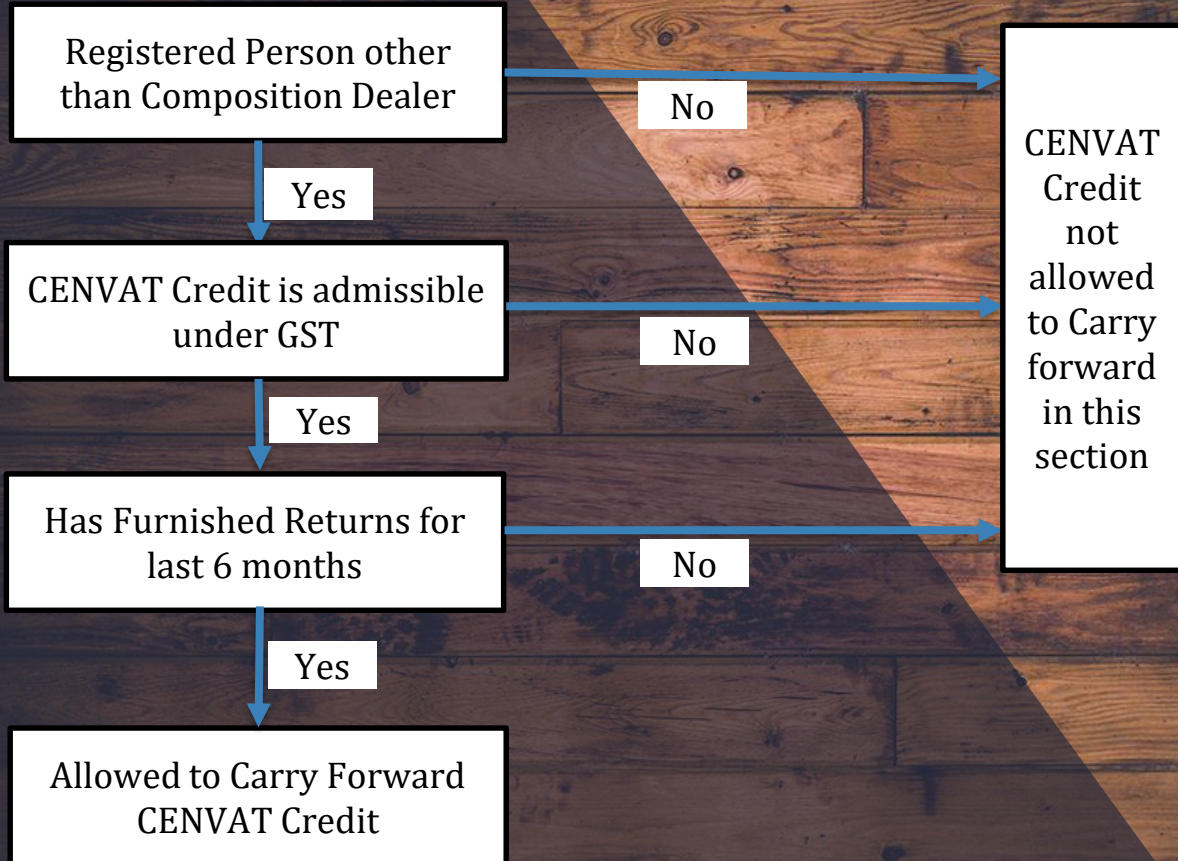 Registered Person other
than Composition Dealer
No
Yes
CENVAT Credit is admissible
under GST
No
Yes
Has Furnished Returns for
last 6 months
No
Yes
Allowed to Carry Forward
CENVAT Credit
CENVAT
Credit
not
allowed
to Carry
forward
in this
section